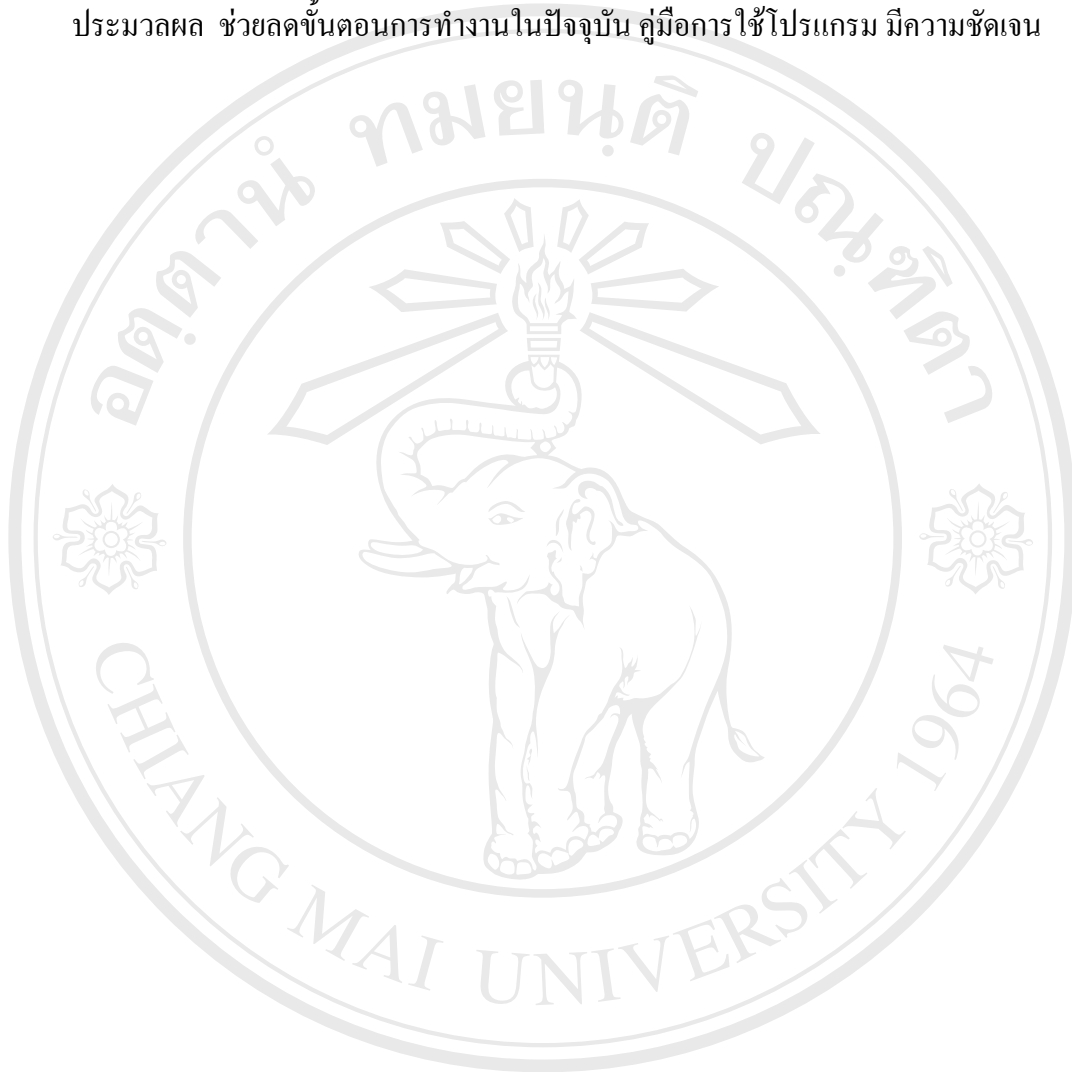 ประมวลผล ช่วยลดขั้นตอนการทำงานในปัจจุบัน คู่มือการใช้โปรแกรม มีความชัดเจน
อตฺตานํ ทมยนฺติ ปณฺฑิตา
CHIANG MAI UNIVERSITY 1964